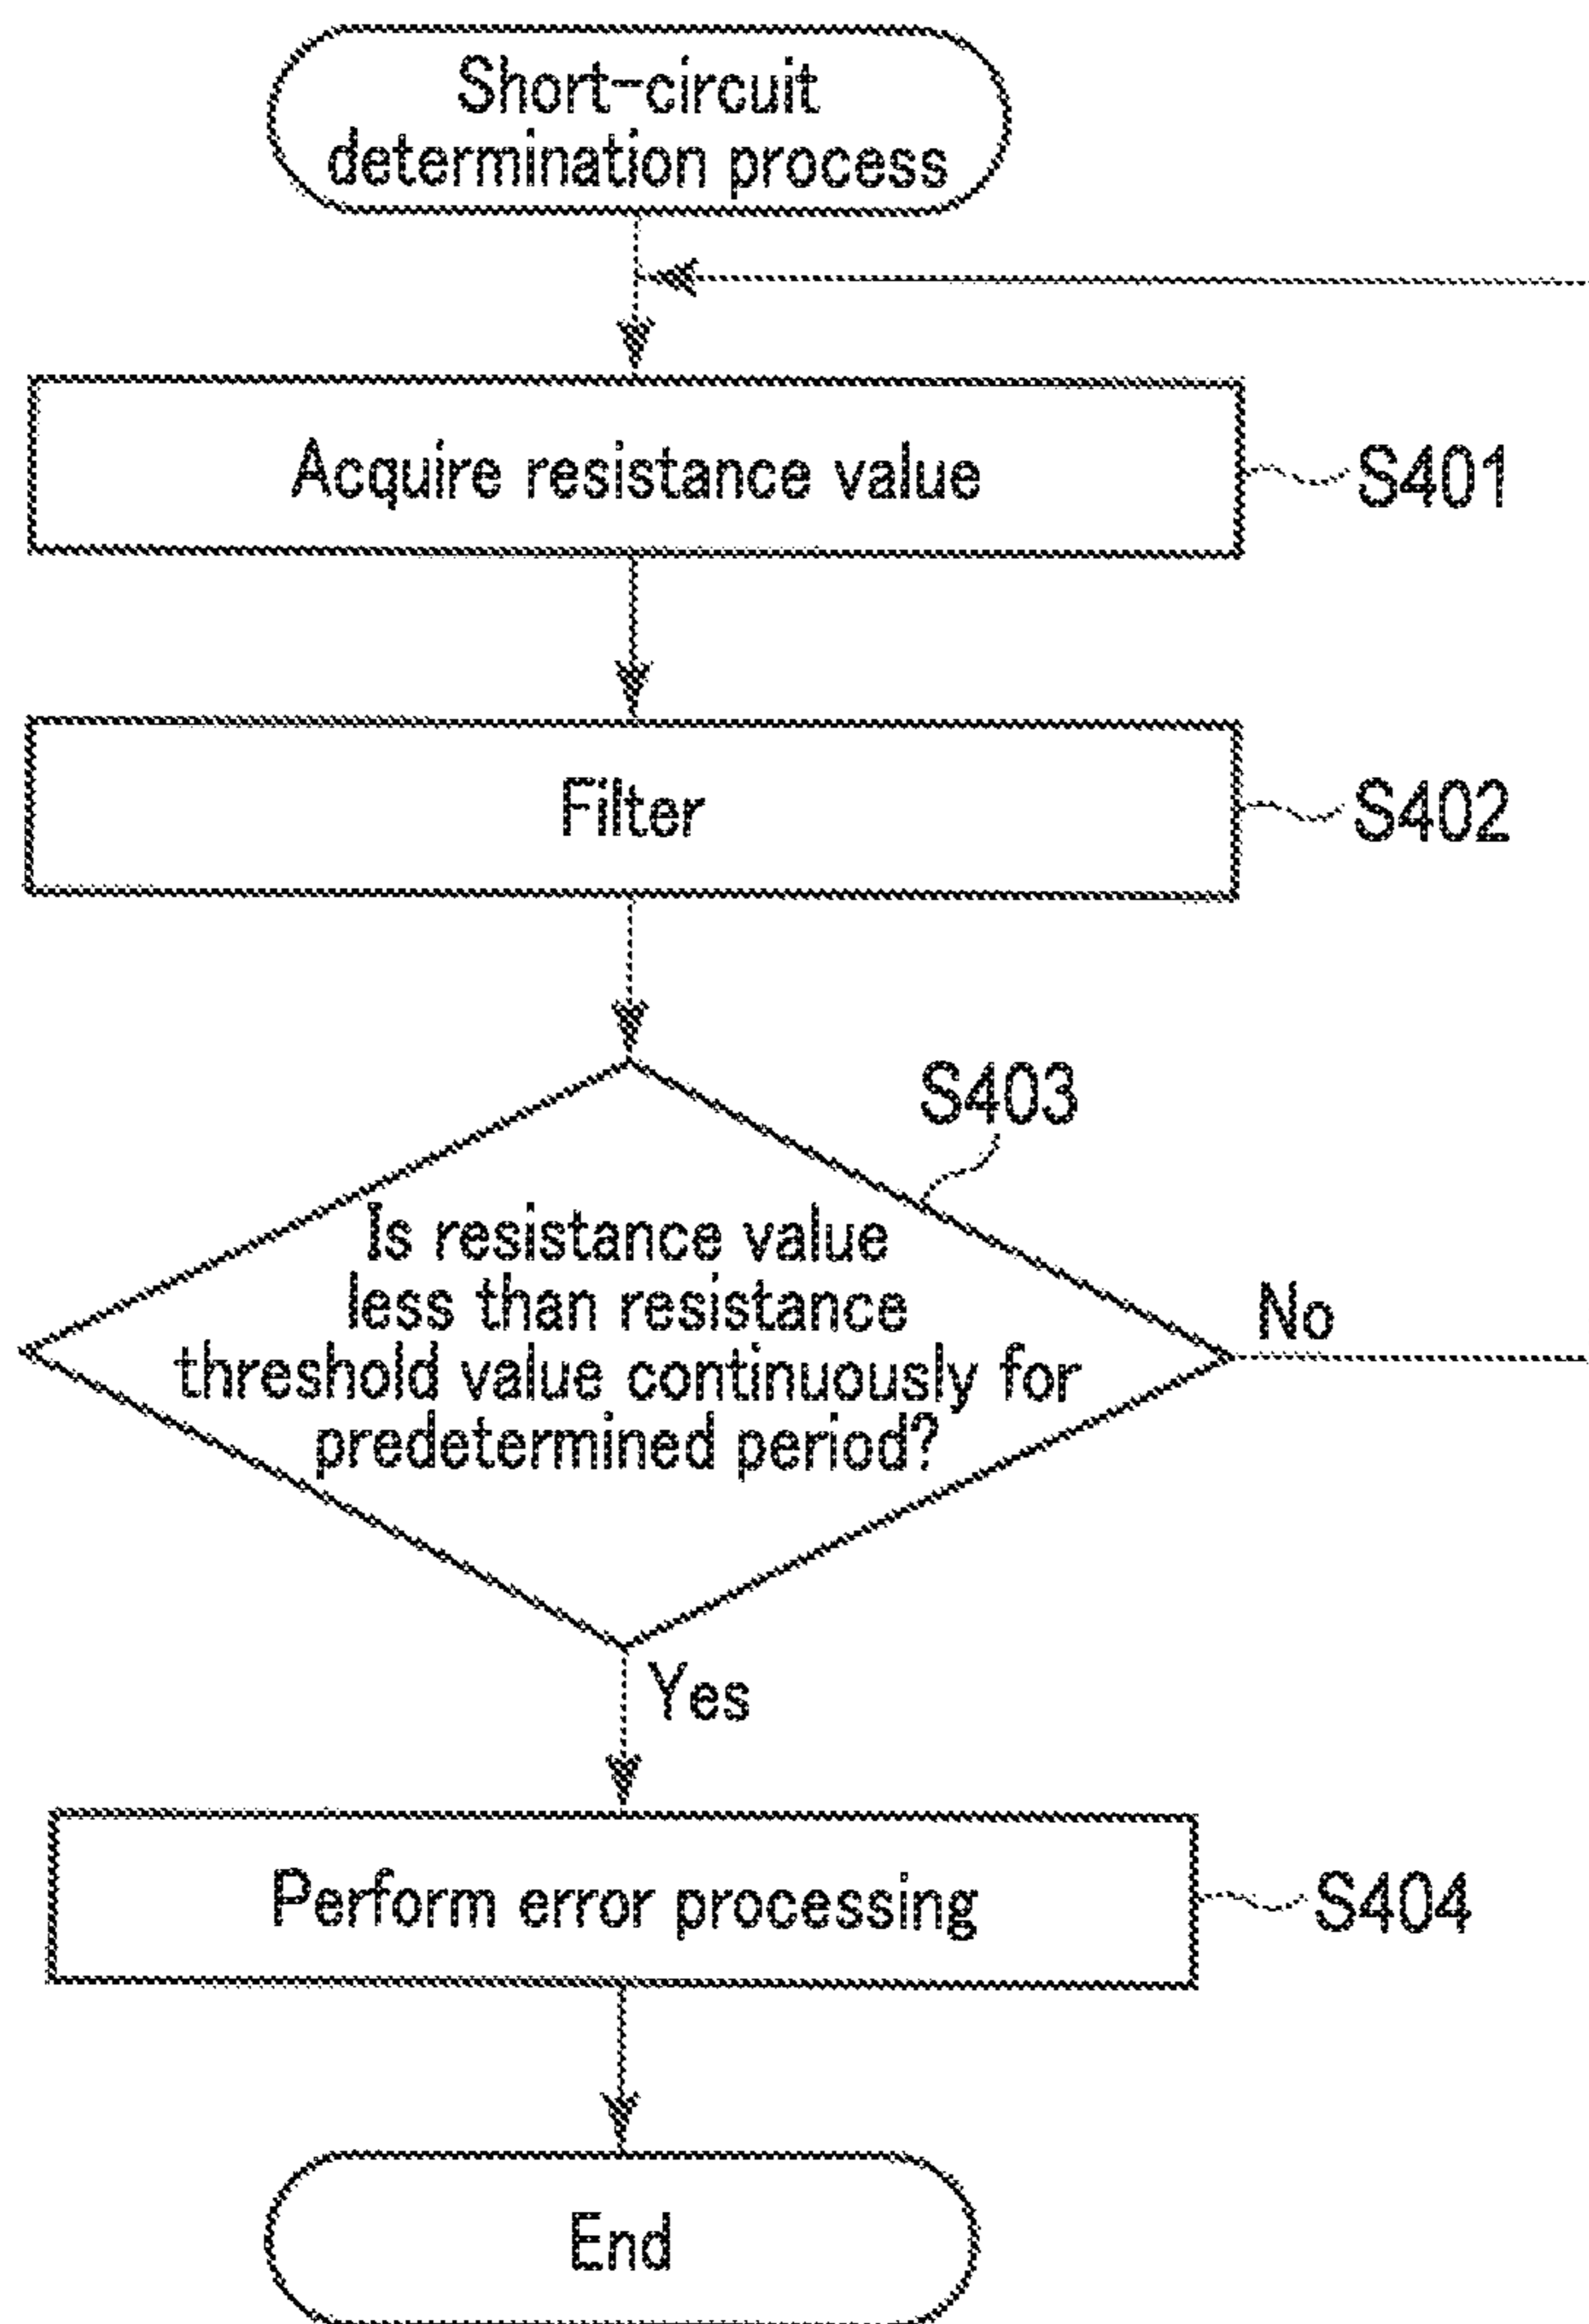 Short-circuit
determination process
Acquire resistance value
S401
Filter
S402
S403
Is resistance value
less than resistance
threshold value continuously for
predetermined period?
No
Yes
Perform error processing
S404
End